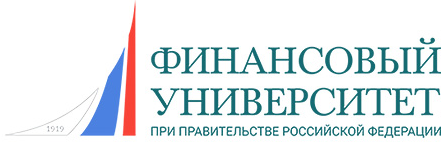 ФИНАНСОВЫЙ
УНИВЕРСИТЕТ
ПРИ ПРАВИТЕЛЬСТВЕ РОССИЙСКОЙ ФЕДЕРАЦИИ
1919